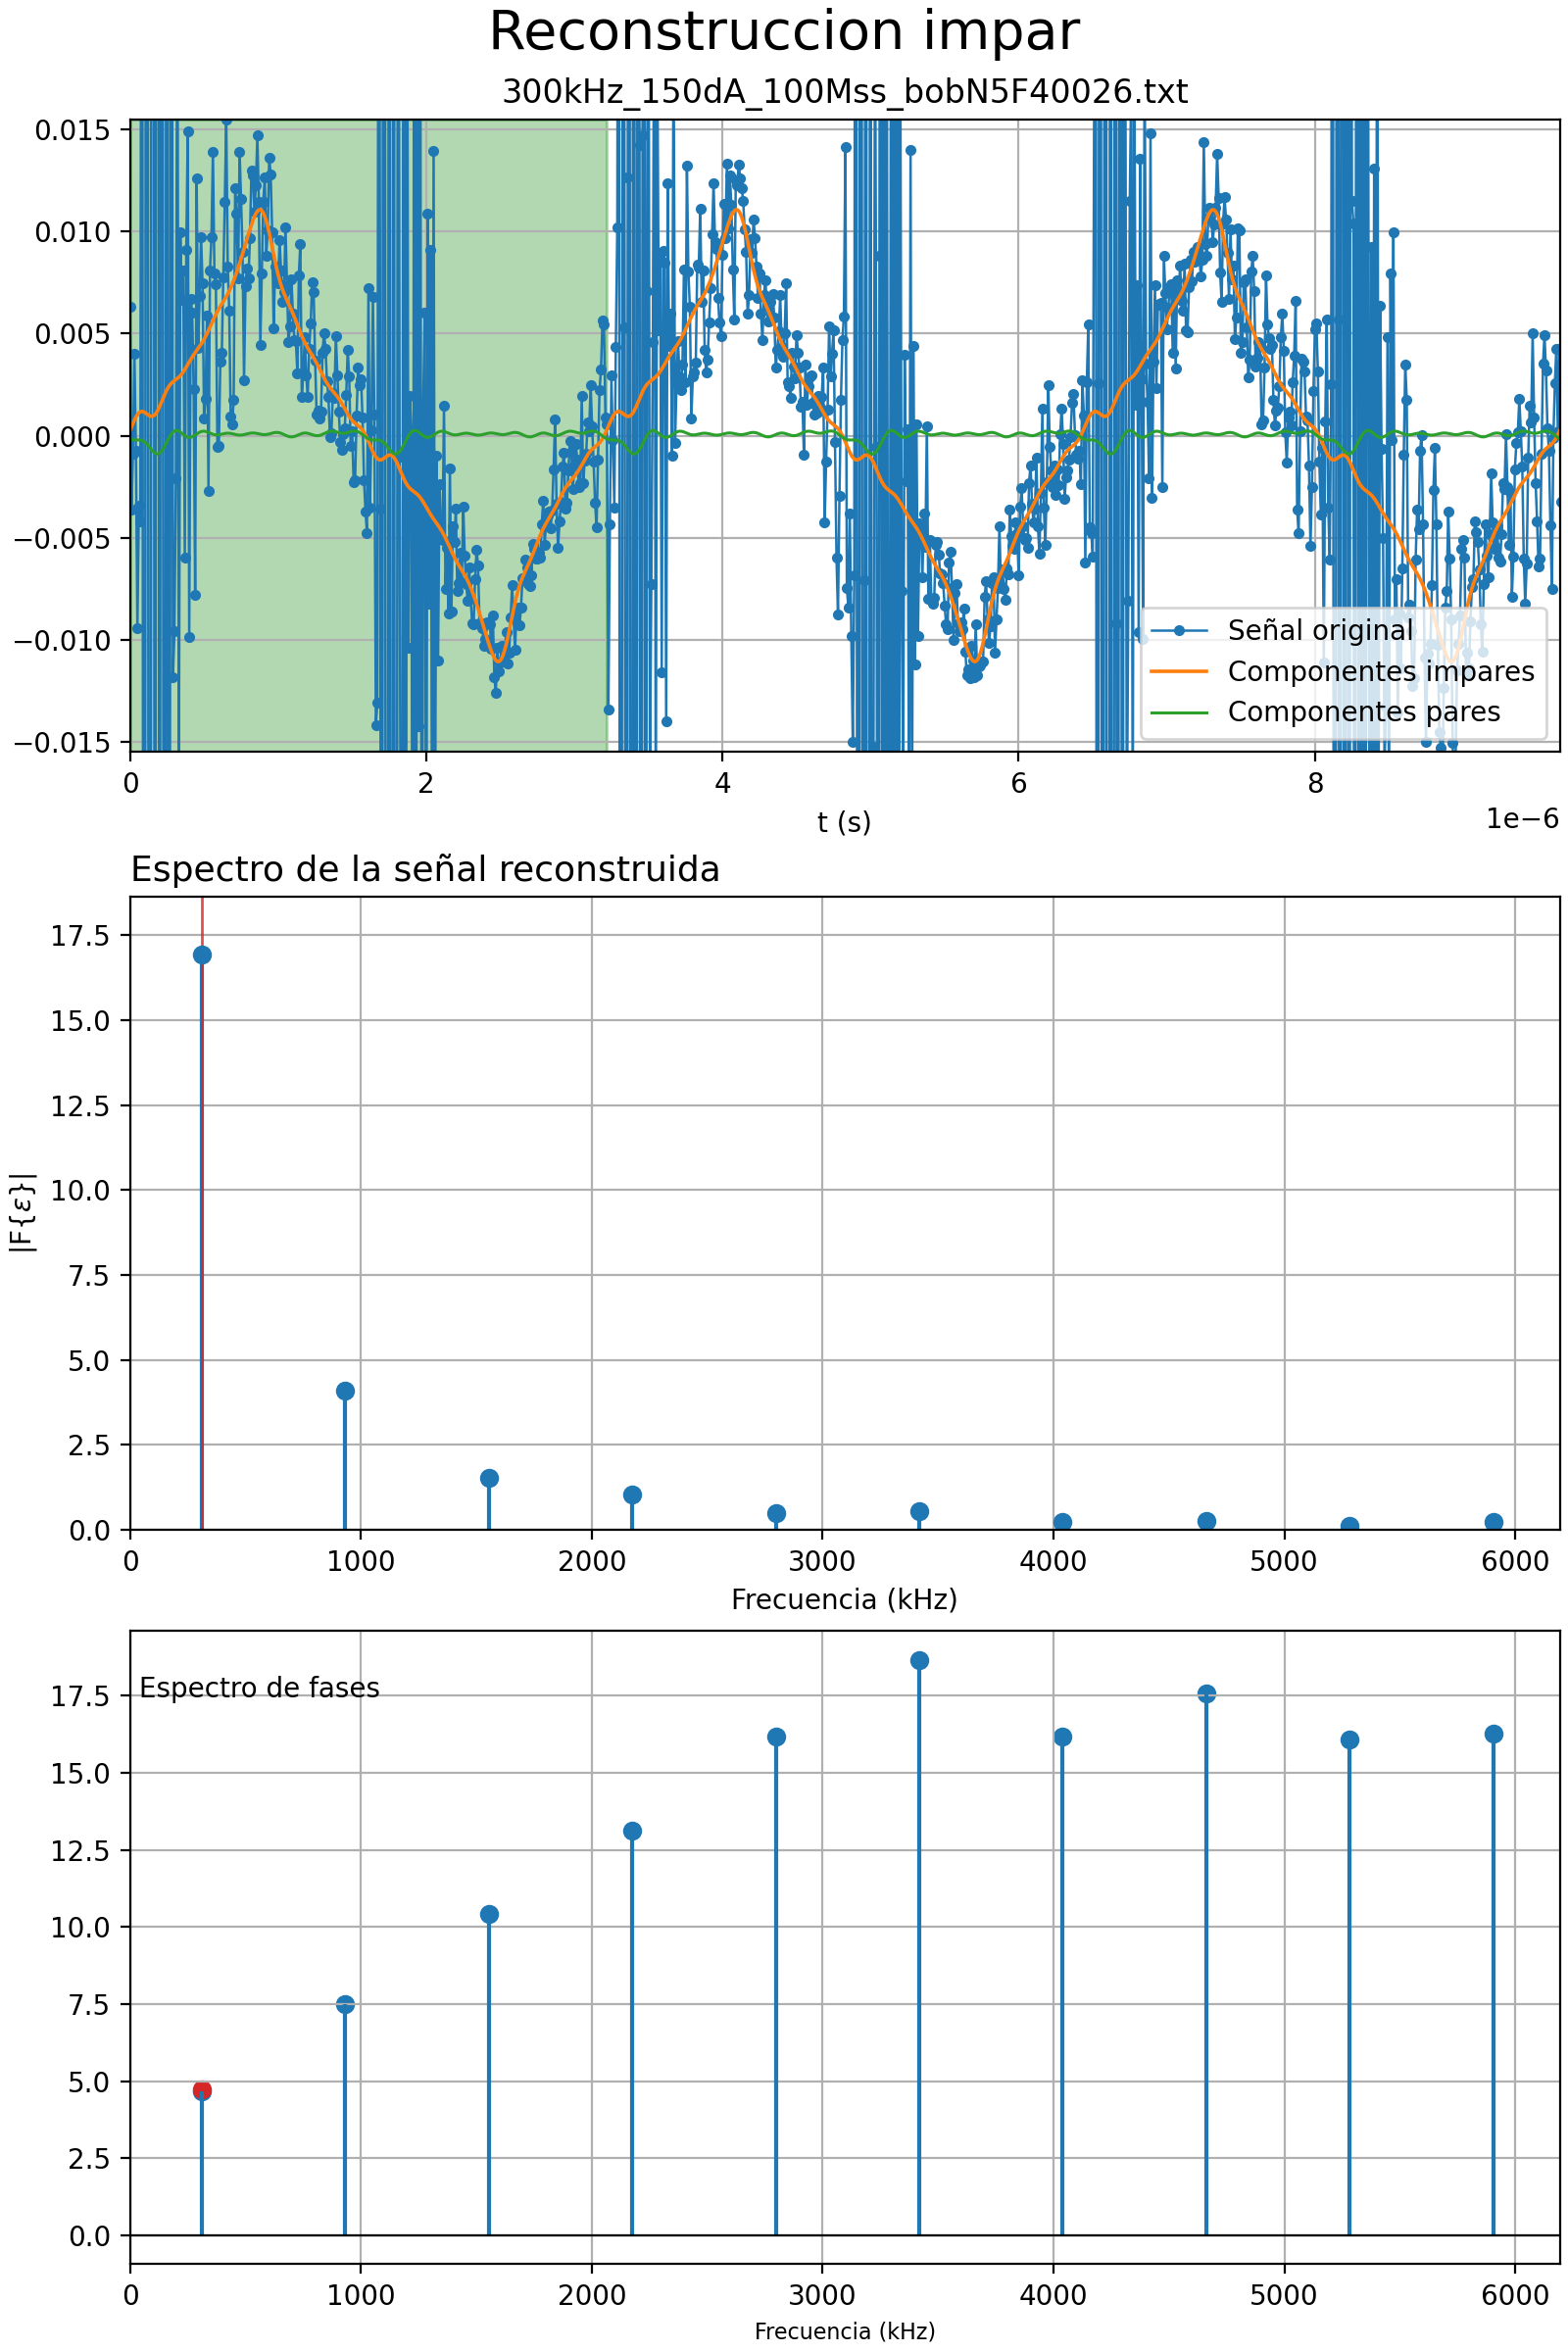 Reconstruccion impar
300kHz_150dA_100Mss_bobN5F40026.txt
0.015
0.010
0.005
0.000
−0.005
−0.010
−0.015
Señal original
Componentes impares
Componentes pares
0 2 4 6 8
1e−6
t (s)
Espectro de la señal reconstruida
17.5
15.0
12.5
10.0
7.5
5.0
2.5
0.0
|F{ε}|
0 1000 2000 3000 4000 5000 6000
Frecuencia (kHz)
Espectro de fases
17.5
15.0
12.5
10.0
7.5
5.0
2.5
0.0
0 1000 2000 3000 4000 5000 6000
Frecuencia (kHz)